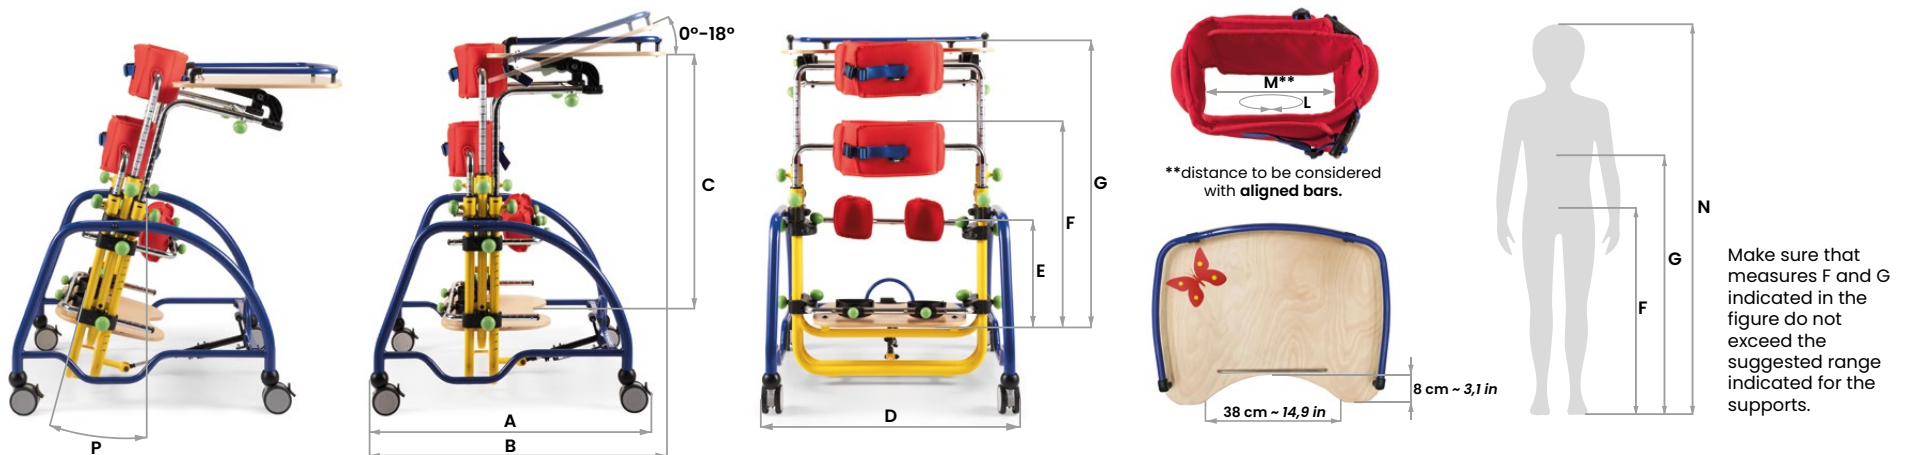 P
0°-18°
C
A
B
G
F
E
D
M**
L
**distance to be considered
with aligned bars.
8 cm ~ 3,1 in
38 cm ~ 14,9 in
N
G
F
Make sure that
measures F and G
indicated in the
figure do not
exceed the
suggested range
indicated for the
supports.